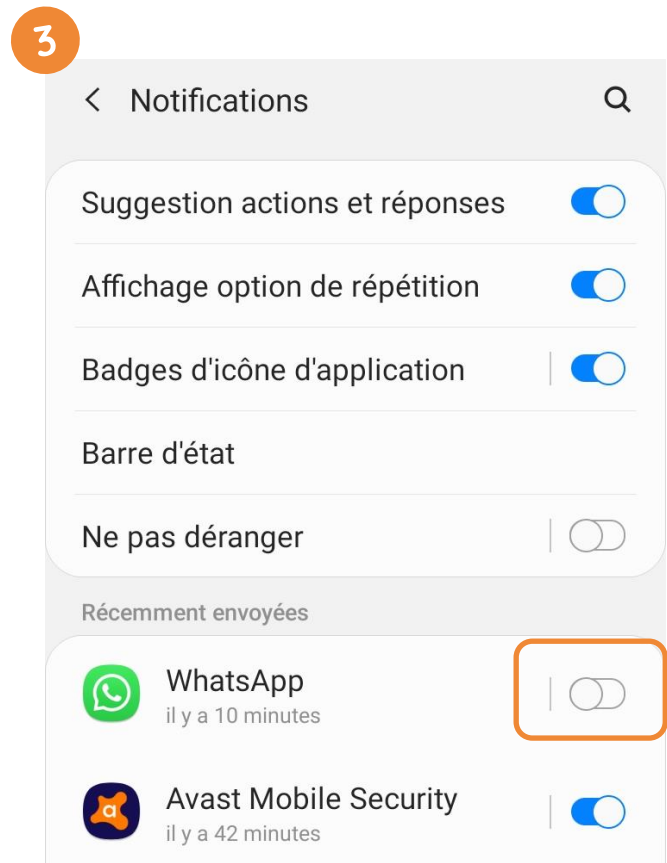 3
Notifications
Suggestion actions et réponses
Affichage option de répétition
Badges d'icône d'application
Barre d'état
Ne pas déranger
Récemment envoyées
WhatsApp
il y a 10 minutes
Avast Mobile Security
il y a 42 minutes